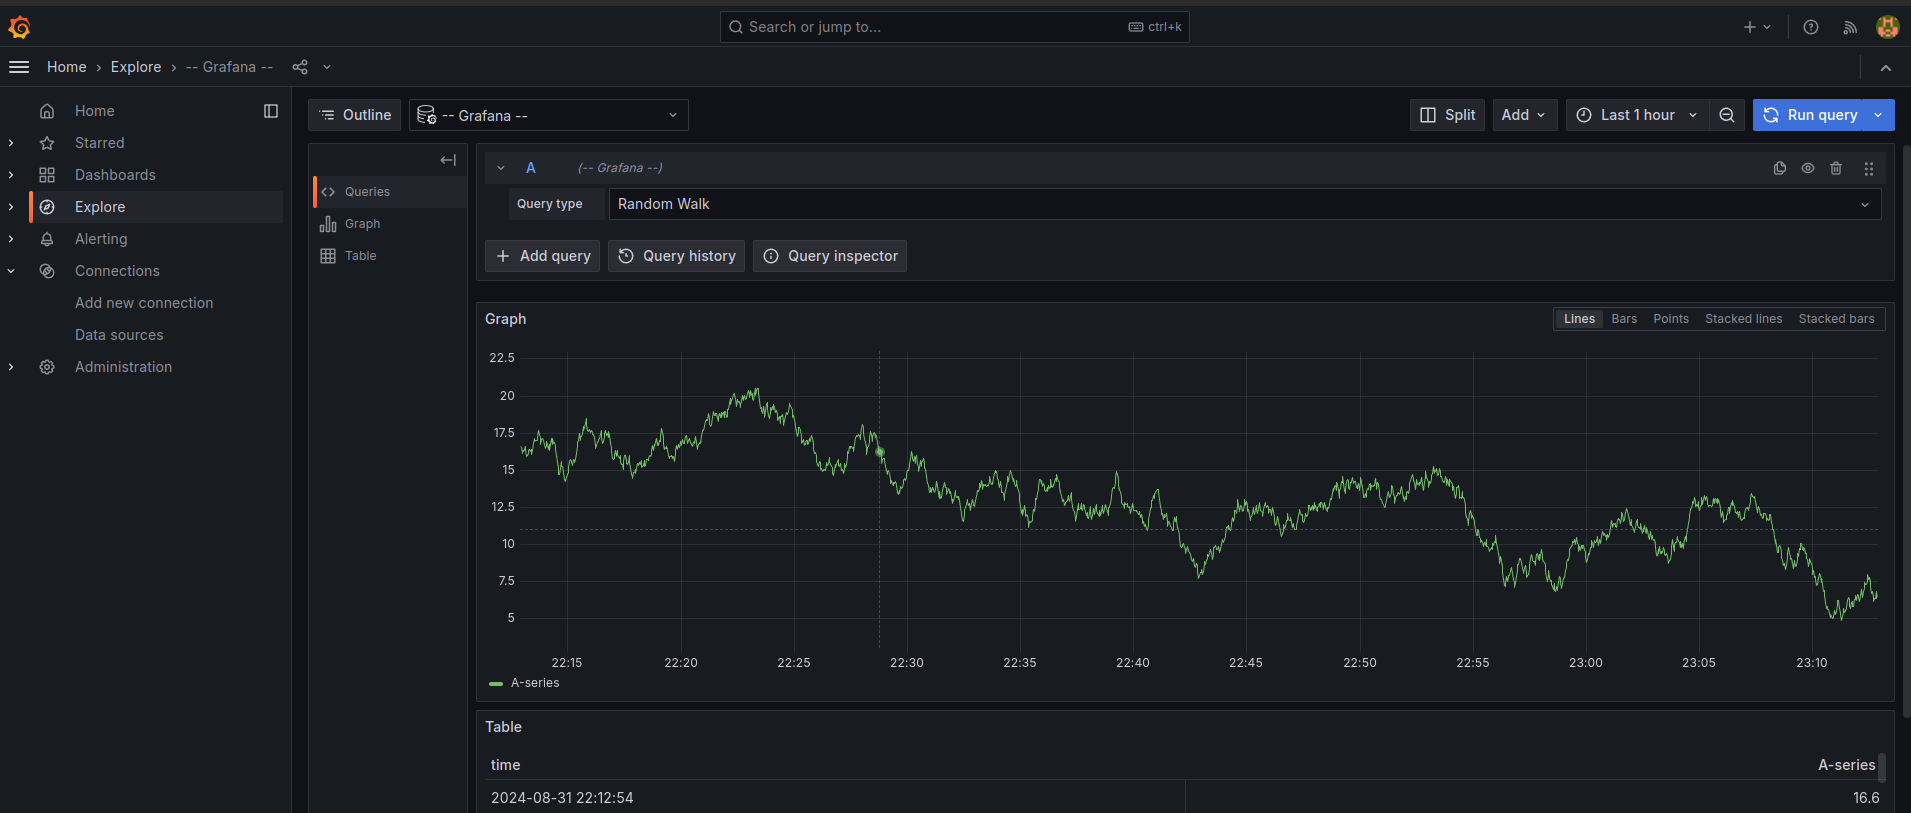 Search or jump to...
ctrl+k
Home › Explore › -- Grafana --
Home
Starred
Dashboards
Explore
Alerting
Connections
Add new connection
Data sources
Administration
Outline
-- Grafana --
Split
Add
Last 1 hour
Run query
Queries
Graph
Table
A
(-- Grafana --)
Query type
Random Walk
Add query
Query history
Query inspector
Graph
Lines
Bars
Points
Stacked lines
Stacked bars
22.5
20
17.5
15
12.5
10
7.5
5
22:15
22:20
22:25
22:30
22:35
22:40
22:45
22:50
22:55
23:00
23:05
23:10
A-series
Table
time
A-series
2024-08-31 22:12:54
16.6